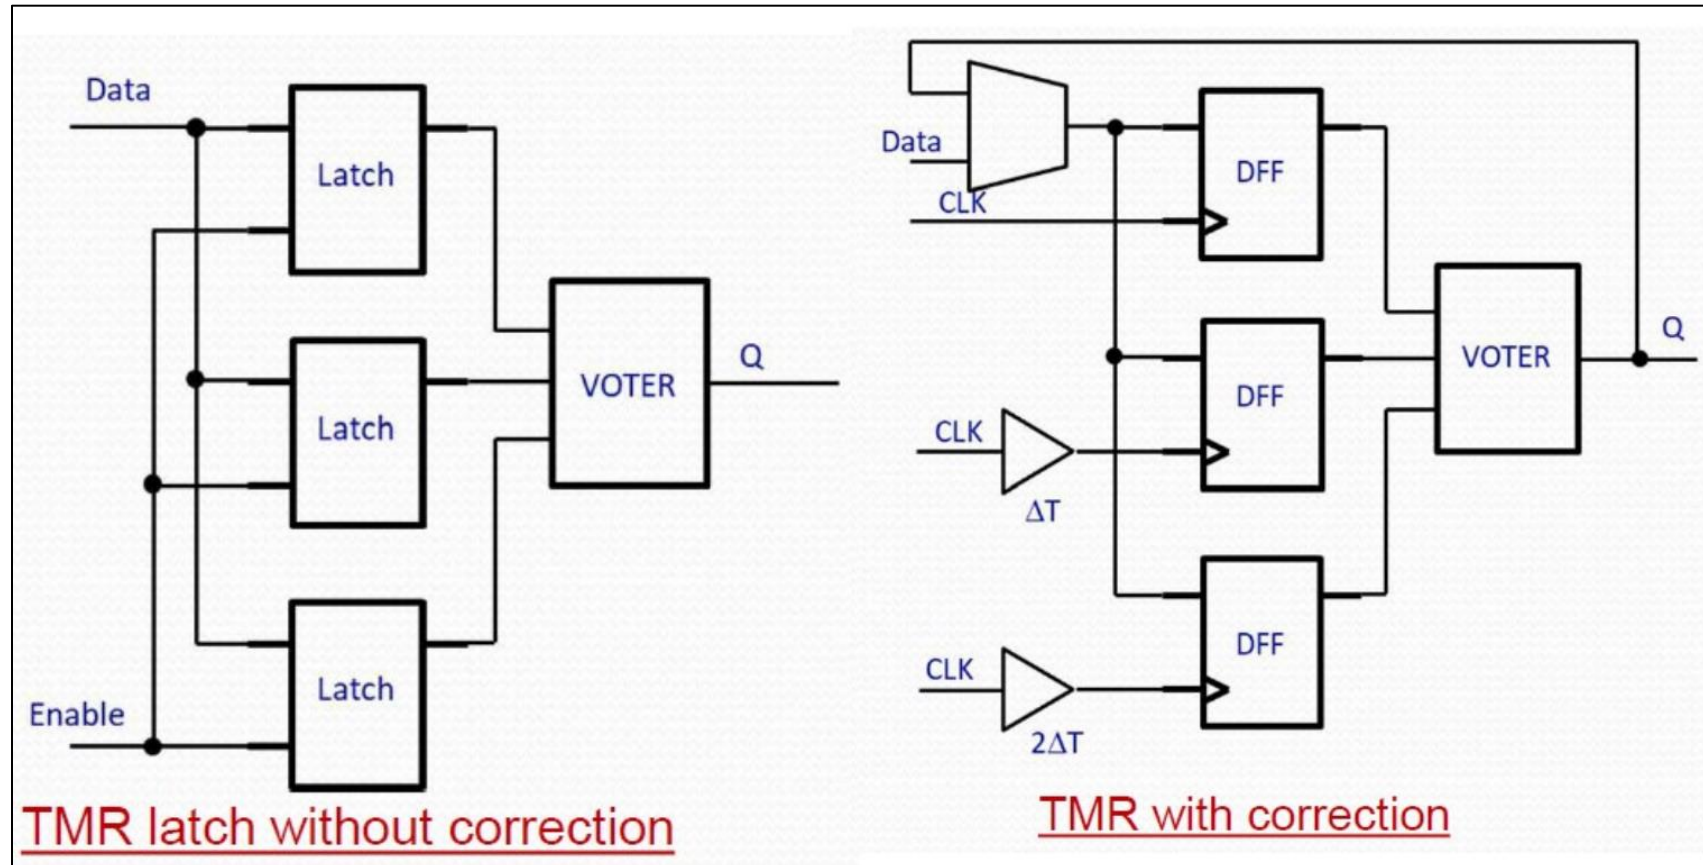 Data
Latch
Latch
VOTER
Q
Latch
Enable
TMR latch without correction
Data
CLK
DFF
DFF
VOTER
Q
CLK
ΔT
DFF
CLK
2ΔT
TMR with correction